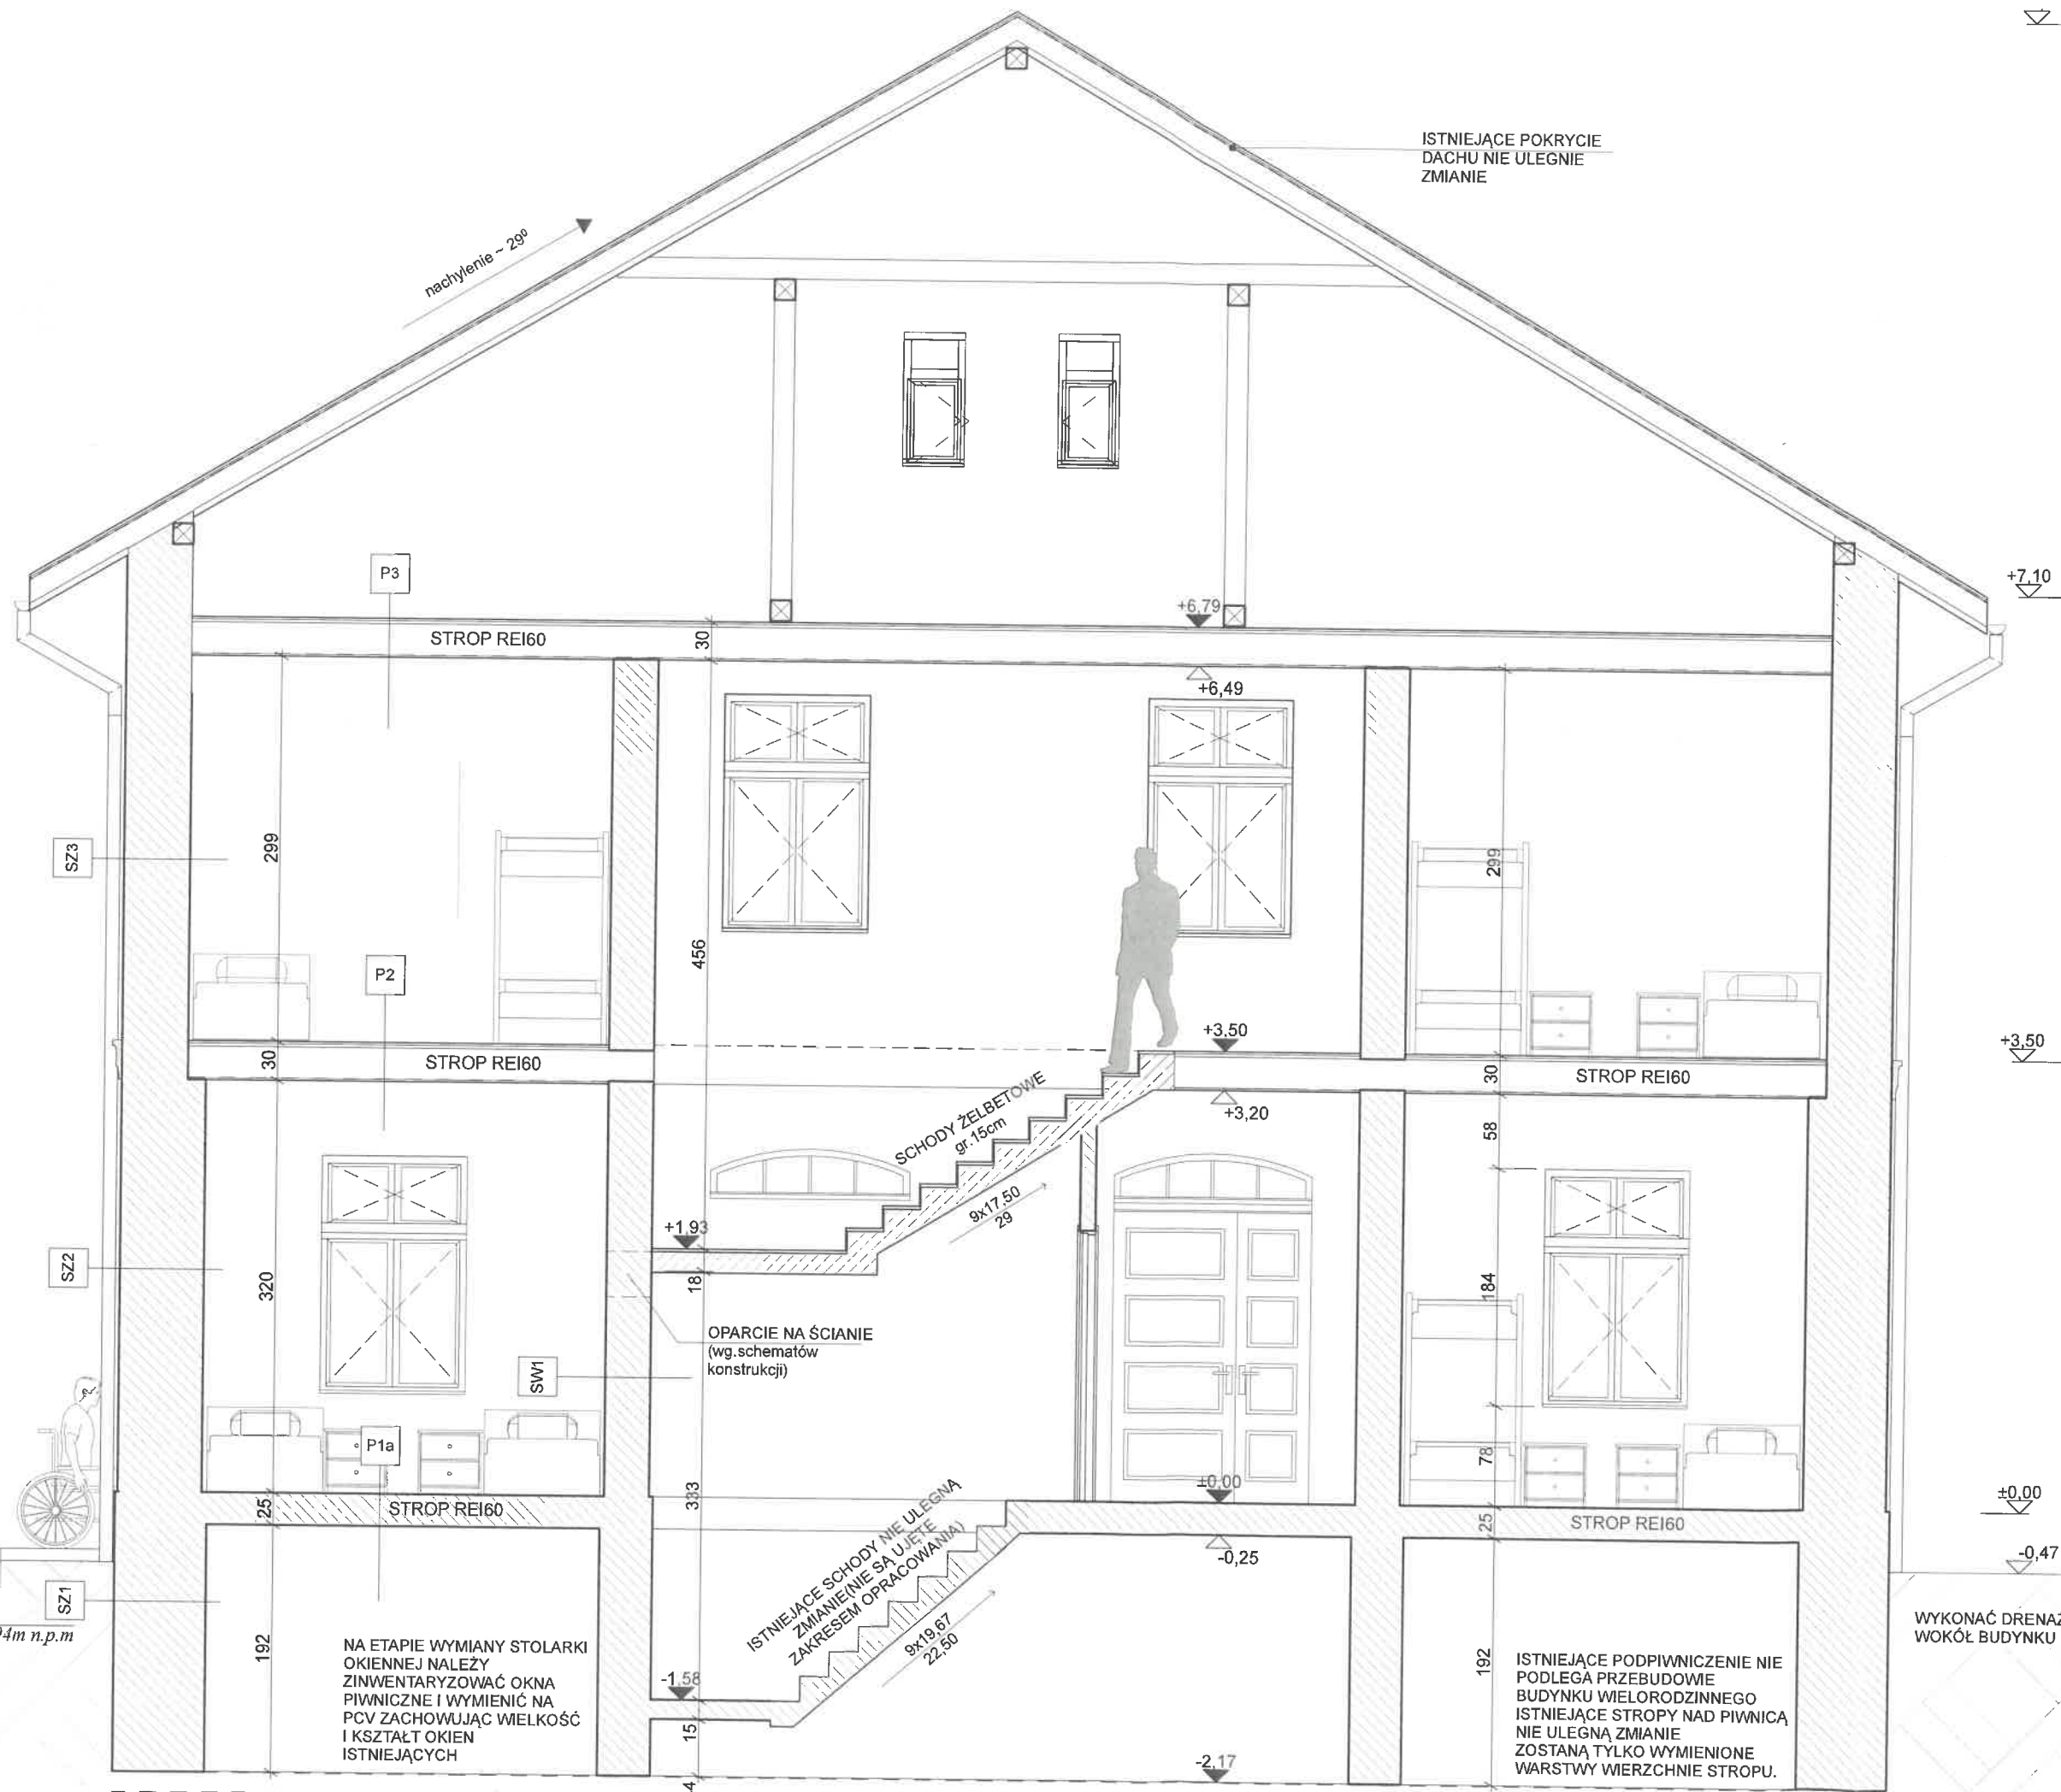 ISTNIEJĄCE POKRYCIE
DACHU NIE ULEGNIE
ZMIANIE
nachylenie ~ 29⁰
P3
+7,10
+6,79
STROP REI60
30
+6,49
299
SZ3
299
456
P2
+3,50
+3,50
30
STROP REI60
30
STROP REI60
+3,20
58
SCHODY ŻELBETOWE
gr.15cm
9x17,50
29
+1,93
18
SZ2
320
184
OPARCIE NA ŚCIANIE
(wg.schematów
konstrukcji)
SW1
P1a
78
333
±0,00
±0,00
25
STROP REI60
25
STROP REI60
-0,25
-0,47
ISTNIEJĄCE SCHODY NIE ULEGNĄ
ZMIANIE(NIE SĄ UJĘTE
ZAKRESEM OPRACOWANIA)
9x19,67
22,50
SZ1
4m n.p.m
192
NA ETAPIE WYMIANY STOLARKI
OKIENNEJ NALEŻY
ZINWENTARYZOWAĆ OKNA
PIWNICZNE I WYMIENIĆ NA
PCV ZACHOWUJĄC WIELKOŚĆ
I KSZTAŁT OKIEN
ISTNIEJĄCYCH
-1,58
15
-2,17
4
192
ISTNIEJĄCE PODPIWNICZENIE NIE
PODLEGA PRZEBUDOWIE
BUDYNKU WIELORODZINNEGO
ISTNIEJĄCE STROPY NAD PIWNICĄ
NIE ULEGNĄ ZMIANIE
ZOSTANĄ TYLKO WYMIENIONE
WARSTWY WIERZCHNIE STROPU.
WYKONAĆ DRENAŻ
WOKÓŁ BUDYNKU